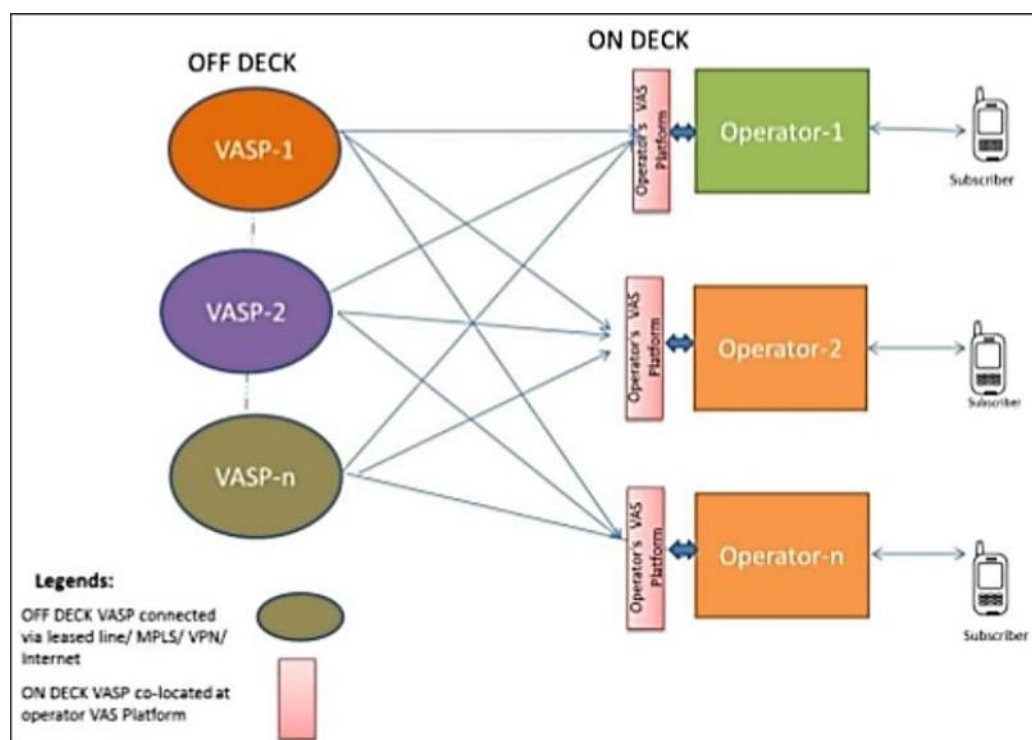 OFF DECK
ON DECK
VASP-1
VASP-2
VASP-n
Operator's VAS
Platform
Operator-1
Subscriber
Operator's VAS
Platform
Operator-2
Subscriber
Operator's VAS
Platform
Operator-n
Subscriber
Legends:
OFF DECK VASP connected
via leased line/ MPLS/ VPN/
Internet
ON DECK VASP co-located at
operator VAS Platform